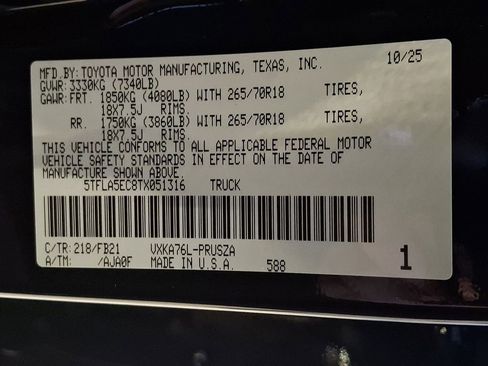 MFD.BY:TOYOTA MOTOR MANUFACTURING, TEXAS, INC. 10/25
GVWR:3330KG (7340LB)
GAWR:FRT. 1850KG (4080LB) WITH 265/70R18 TIRES,
18X7.5J RIMS.
RR. 1750KG (3860LB) WITH 265/70R18 TIRES,
18X7.5J RIMS.
THIS VEHICLE CONFORMS TO ALL APPLICABLE FEDERAL MOTOR
VEHICLE SAFETY STANDARDS IN EFFECT ON THE DATE OF
MANUFACTURE SHOWN ABOVE.
5TFLA5EC8TX051316 TRUCK
C/TR:218/FB21 VXKA76L-PRUSZA
A/TM: /AJA0F MADE IN U.S.A. 588 1